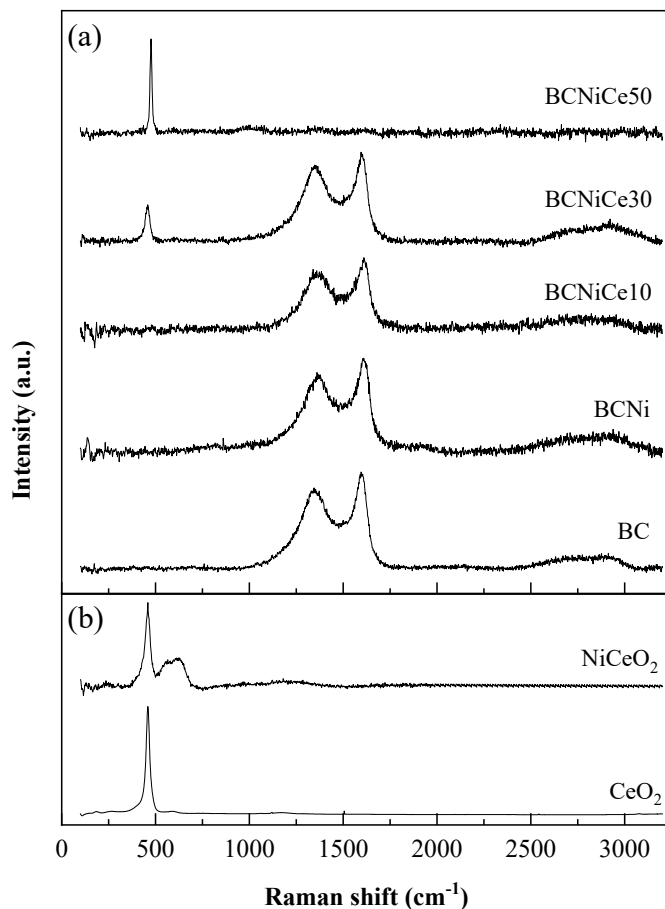 (a)
BCNiCe50
BCNiCe30
BCNiCe10
BCNi
BC
Intensity (a.u.)
(b)
NiCeO₂
CeO₂
0 500 1000 1500 2000 2500 3000
Raman shift (cm⁻¹)